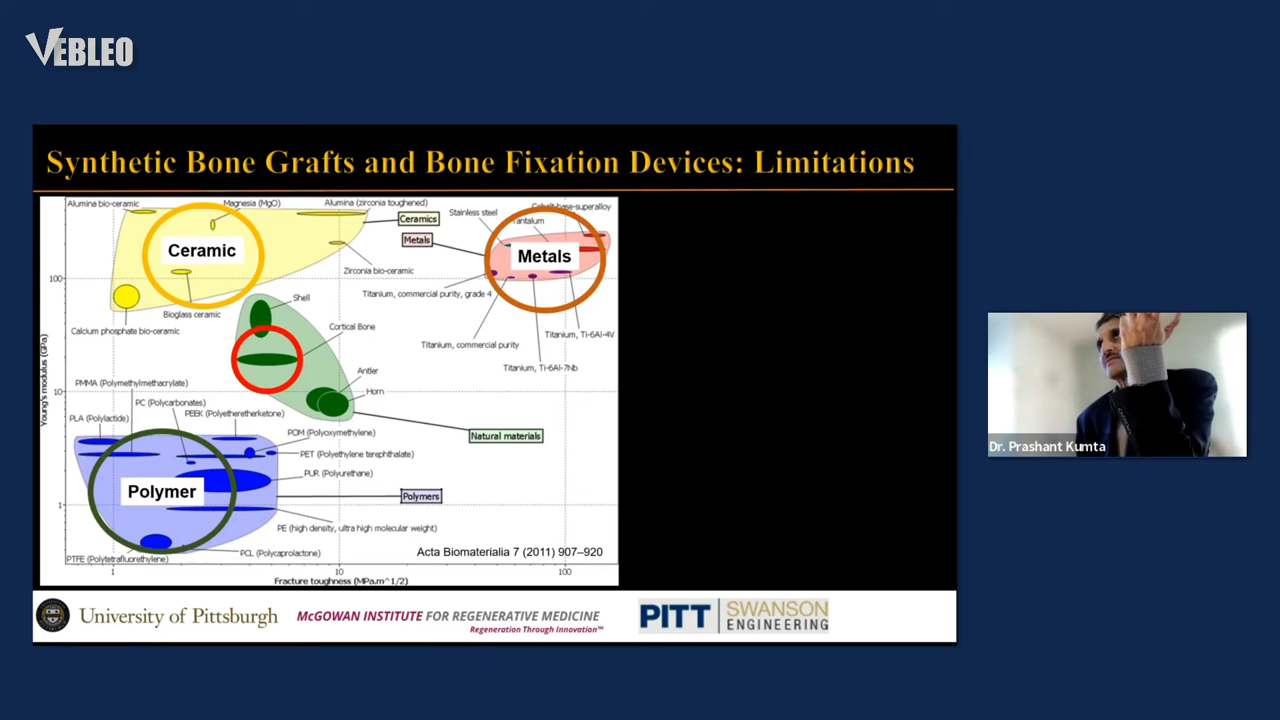 VEBLEO
Synthetic Bone Grafts and Bone Fixation Devices: Limitations
Alumina bio-ceramic
Magnesia (MgO)
Alumina (zirconia toughened)
Ceramics
Stainless steel
Cobalt-base-superalloy
Tantalum
Metals
Ceramic
Metals
Zirconia bio-ceramic
100
Titanium, commercial purity, grade 4
Shell
Bioglass ceramic
Calcium phosphate bio-ceramic
Cortical Bone
Titanium, commercial purity
Titanium, Ti-6Al-4V
Titanium, Ti-6Al-7Nb
Young's modulus (GPa)
Antler
PMMA (Polymethylmethacrylate)
10
Horn
PC (Polycarbonates)
PLA (Polylactide)
PEEK (Polyetheretherketone)
POM (Polyoxymethylene)
Natural materials
PET (Polyethylene terephthalate)
PUR (Polyurethane)
Polymer
Polymers
1
PE (high density, ultra high molecular weight)
PTFE (Polytetrafluorethylene)
PCL (Polycaprolactone)
Acta Biomaterialia 7 (2011) 907–920
1
10
100
Fracture toughness (MPa.m^1/2)
University of Pittsburgh
McGOWAN INSTITUTE FOR REGENERATIVE MEDICINE
Regeneration Through Innovation™
PITT
SWANSON
ENGINEERING
Dr. Prashant Kumta